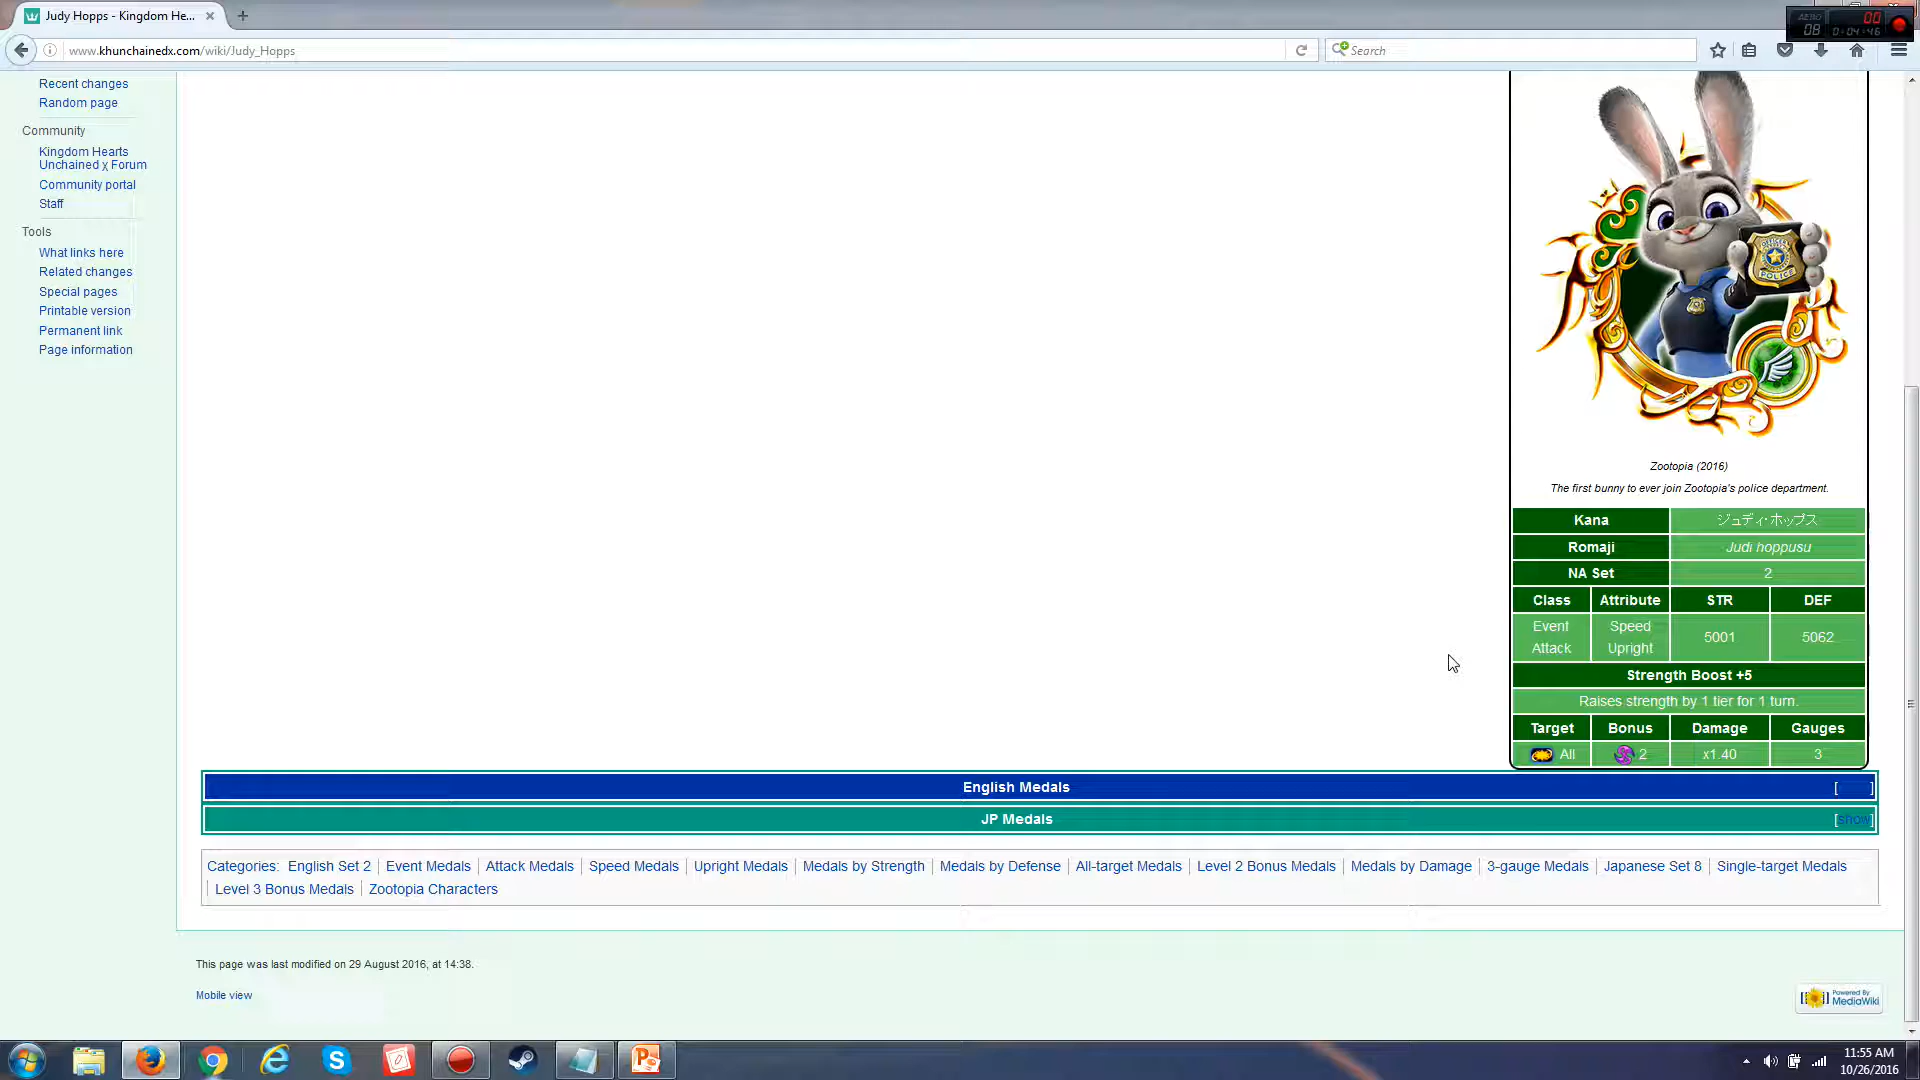 Judy Hopps - Kingdom He...
www.khunchainedx.com/wiki/Judy_Hopps
Search
AERO
08
00
0-04-46
Recent changes
Random page
Community
Kingdom Hearts
Unchained χ Forum
Community portal
Staff
Tools
What links here
Related changes
Special pages
Printable version
Permanent link
Page information
POLICE
Zootopia (2016)
The first bunny to ever join Zootopia's police department.
Kana ジュディ・ホップス
Romaji Judi hoppusu
NA Set 2
Class Attribute STR DEF
Event Attack Speed Upright 5001 5062
Strength Boost +5
Raises strength by 1 tier for 1 turn.
Target Bonus Damage Gauges
All 2 x1.40 3
English Medals [ ]
JP Medals [show]
Categories: English Set 2 | Event Medals | Attack Medals | Speed Medals | Upright Medals | Medals by Strength | Medals by Defense | All-target Medals | Level 2 Bonus Medals | Medals by Damage | 3-gauge Medals | Japanese Set 8 | Single-target Medals
| Level 3 Bonus Medals | Zootopia Characters
This page was last modified on 29 August 2016, at 14:38.
Mobile view
Powered By
MediaWiki
11:55 AM
10/26/2016